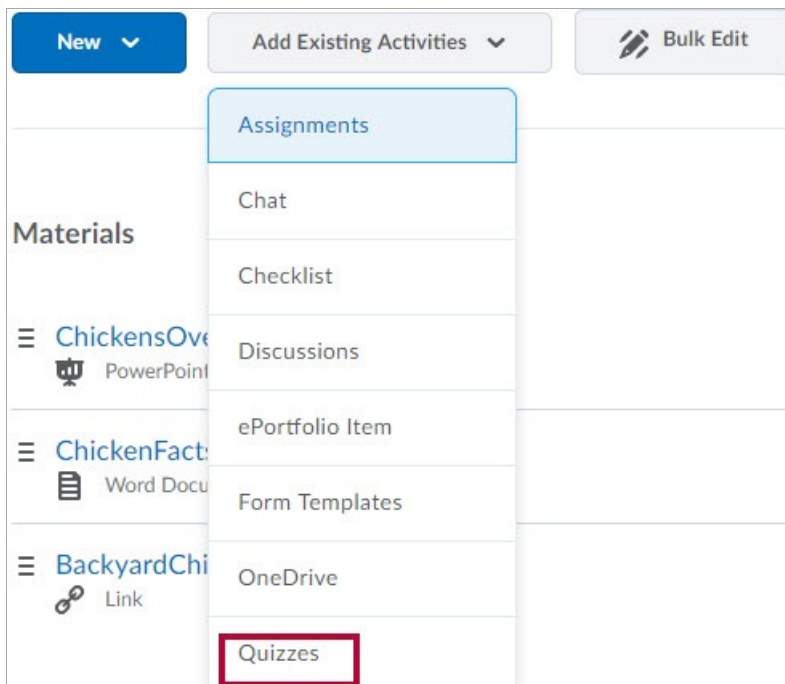 New
Add Existing Activities
Bulk Edit
Assignments
Chat
Materials
Checklist
ChickensOve
PowerPoint
Discussions
ePortfolio Item
ChickenFact
Word Docu
Form Templates
BackyardChi
Link
OneDrive
Quizzes